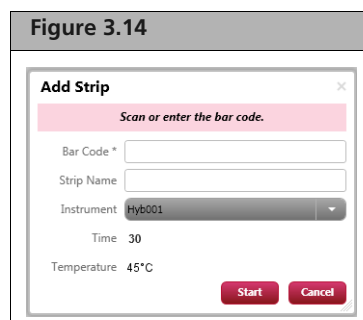 Figure 3.14
Add Strip
Scan or enter the bar code.
Bar Code *
Strip Name
Instrument Hyb001
Time 30
Temperature 45°C
Start Cancel